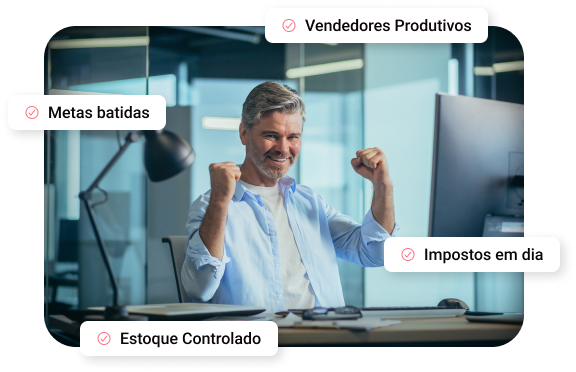 Vendedores Produtivos
Metas batidas
Impostos em dia
Estoque Controlado